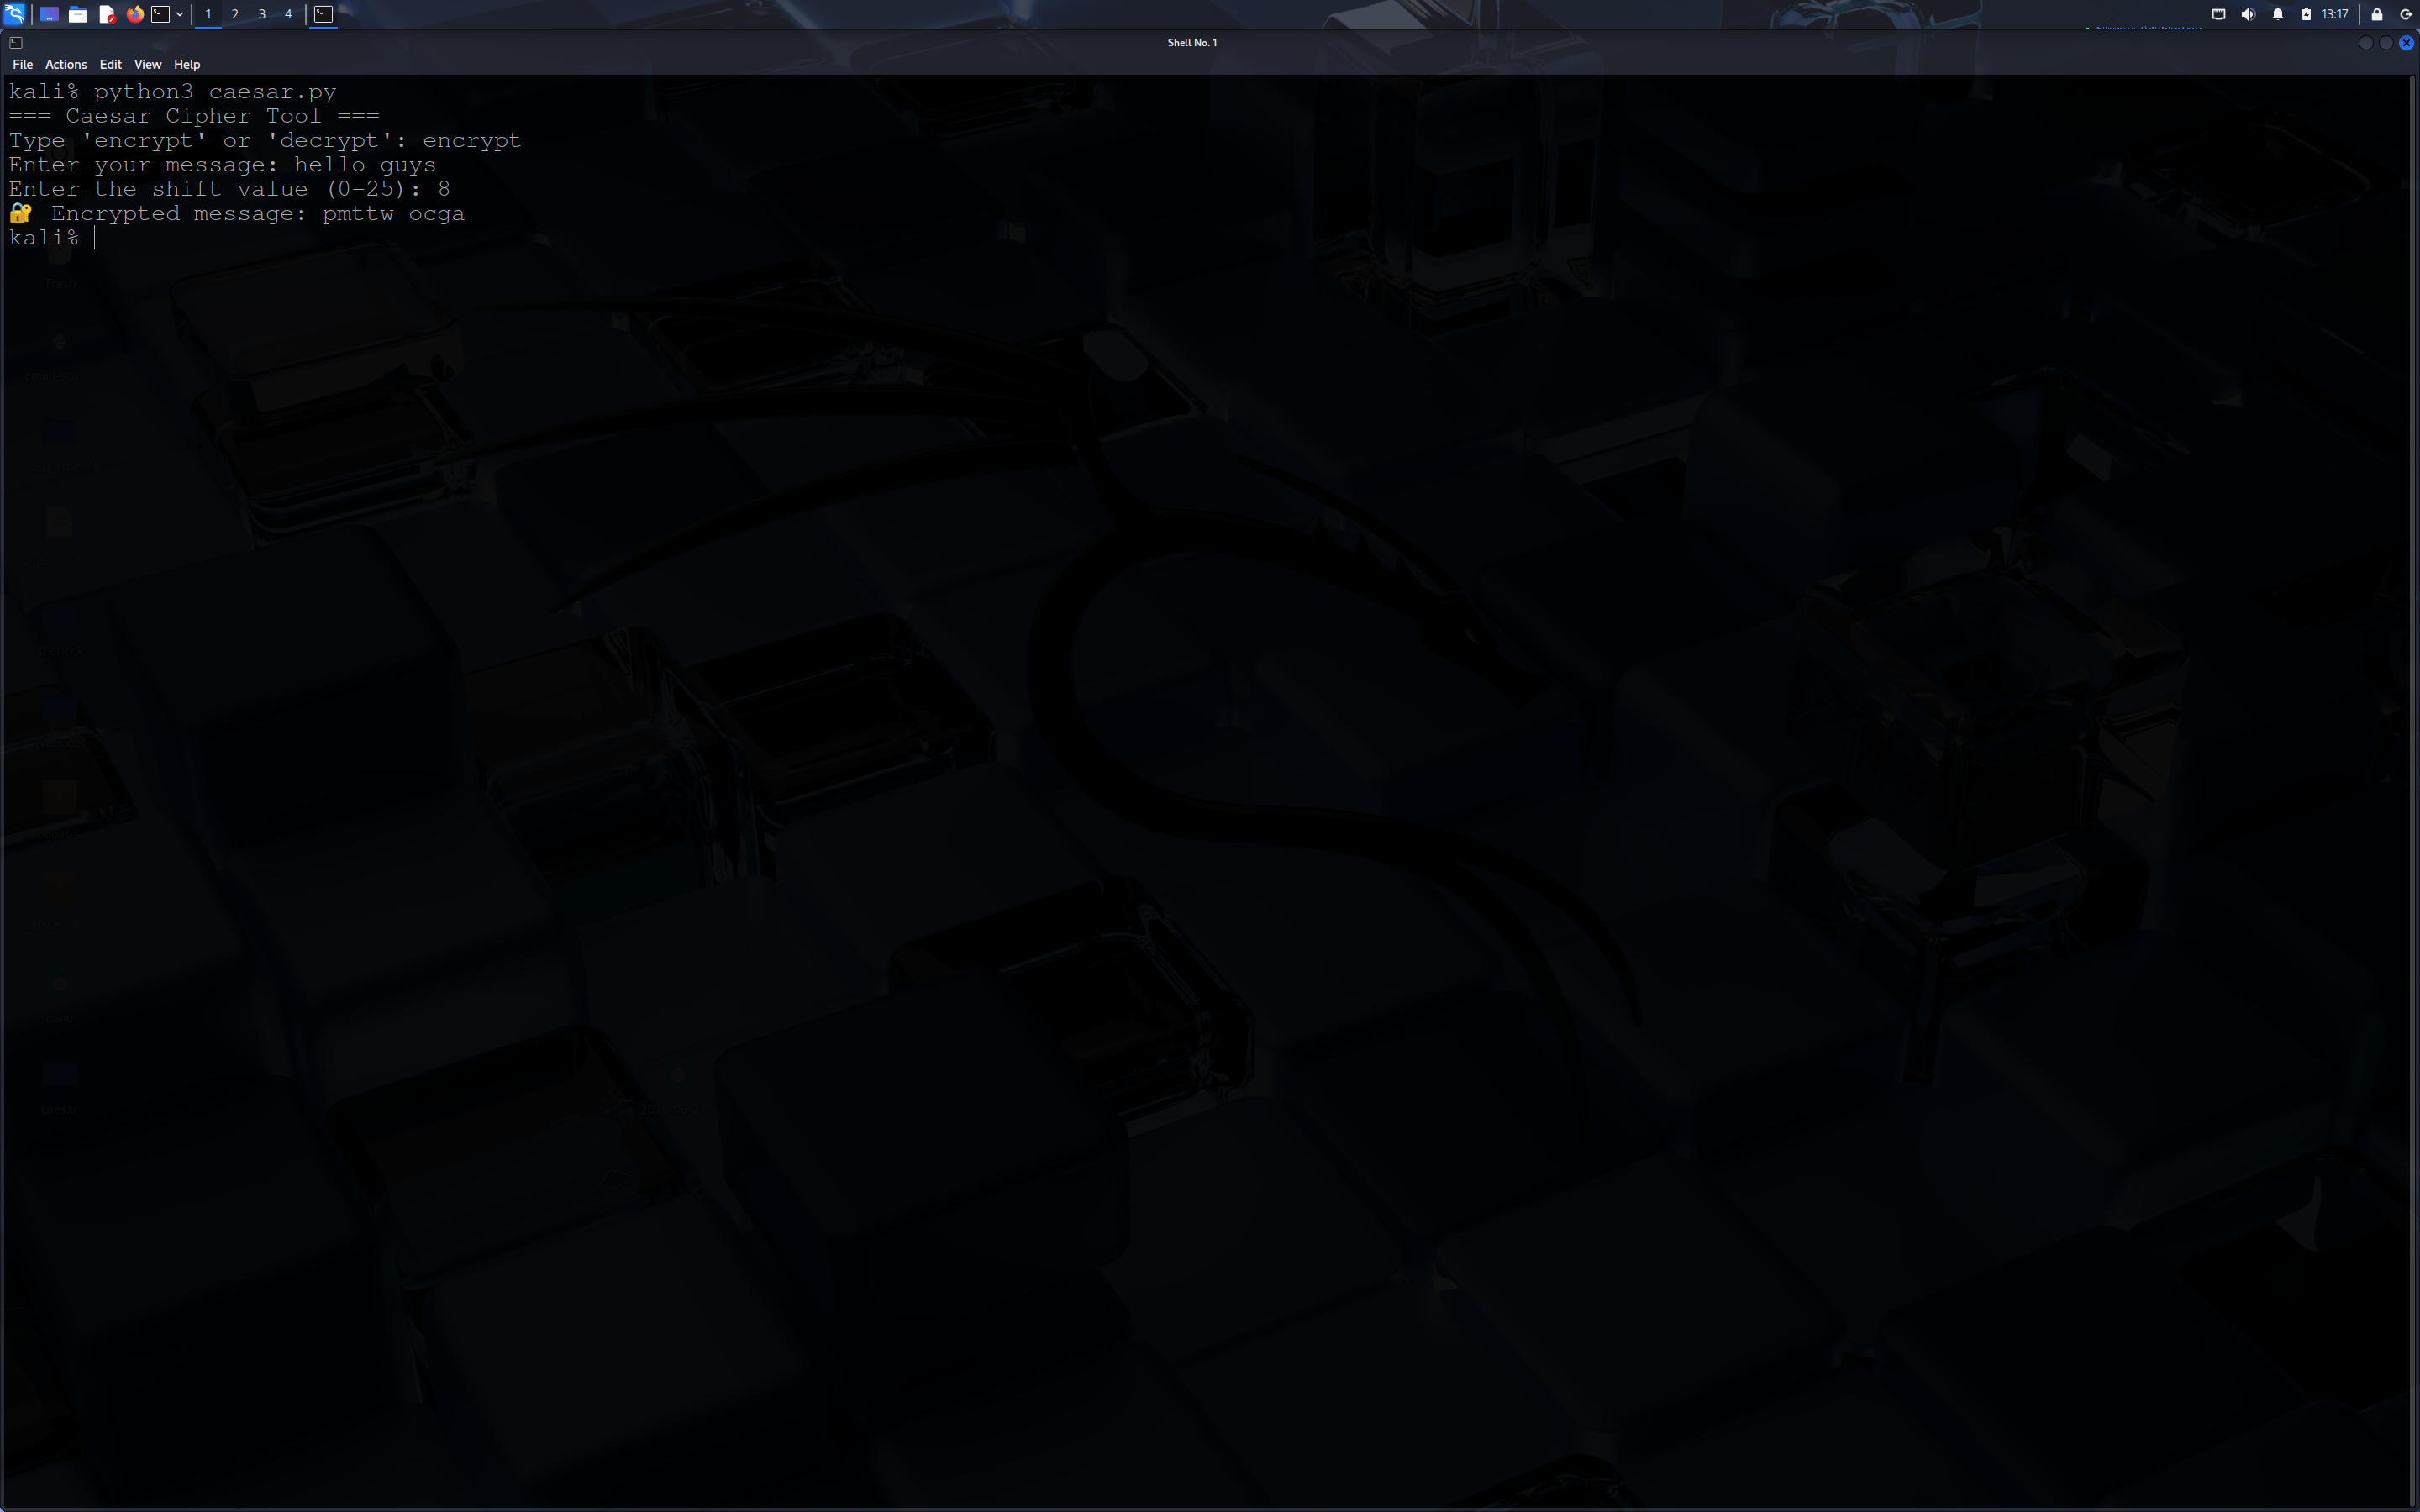 1 2 3 4
13:17
Shell No. 1
File Actions Edit View Help
kali% python3 caesar.py
=== Caesar Cipher Tool ===
Type 'encrypt' or 'decrypt': encrypt
Enter your message: hello guys
Enter the shift value (0-25): 8
🔐 Encrypted message: pmttw ocga
kali%
Trash
caesar